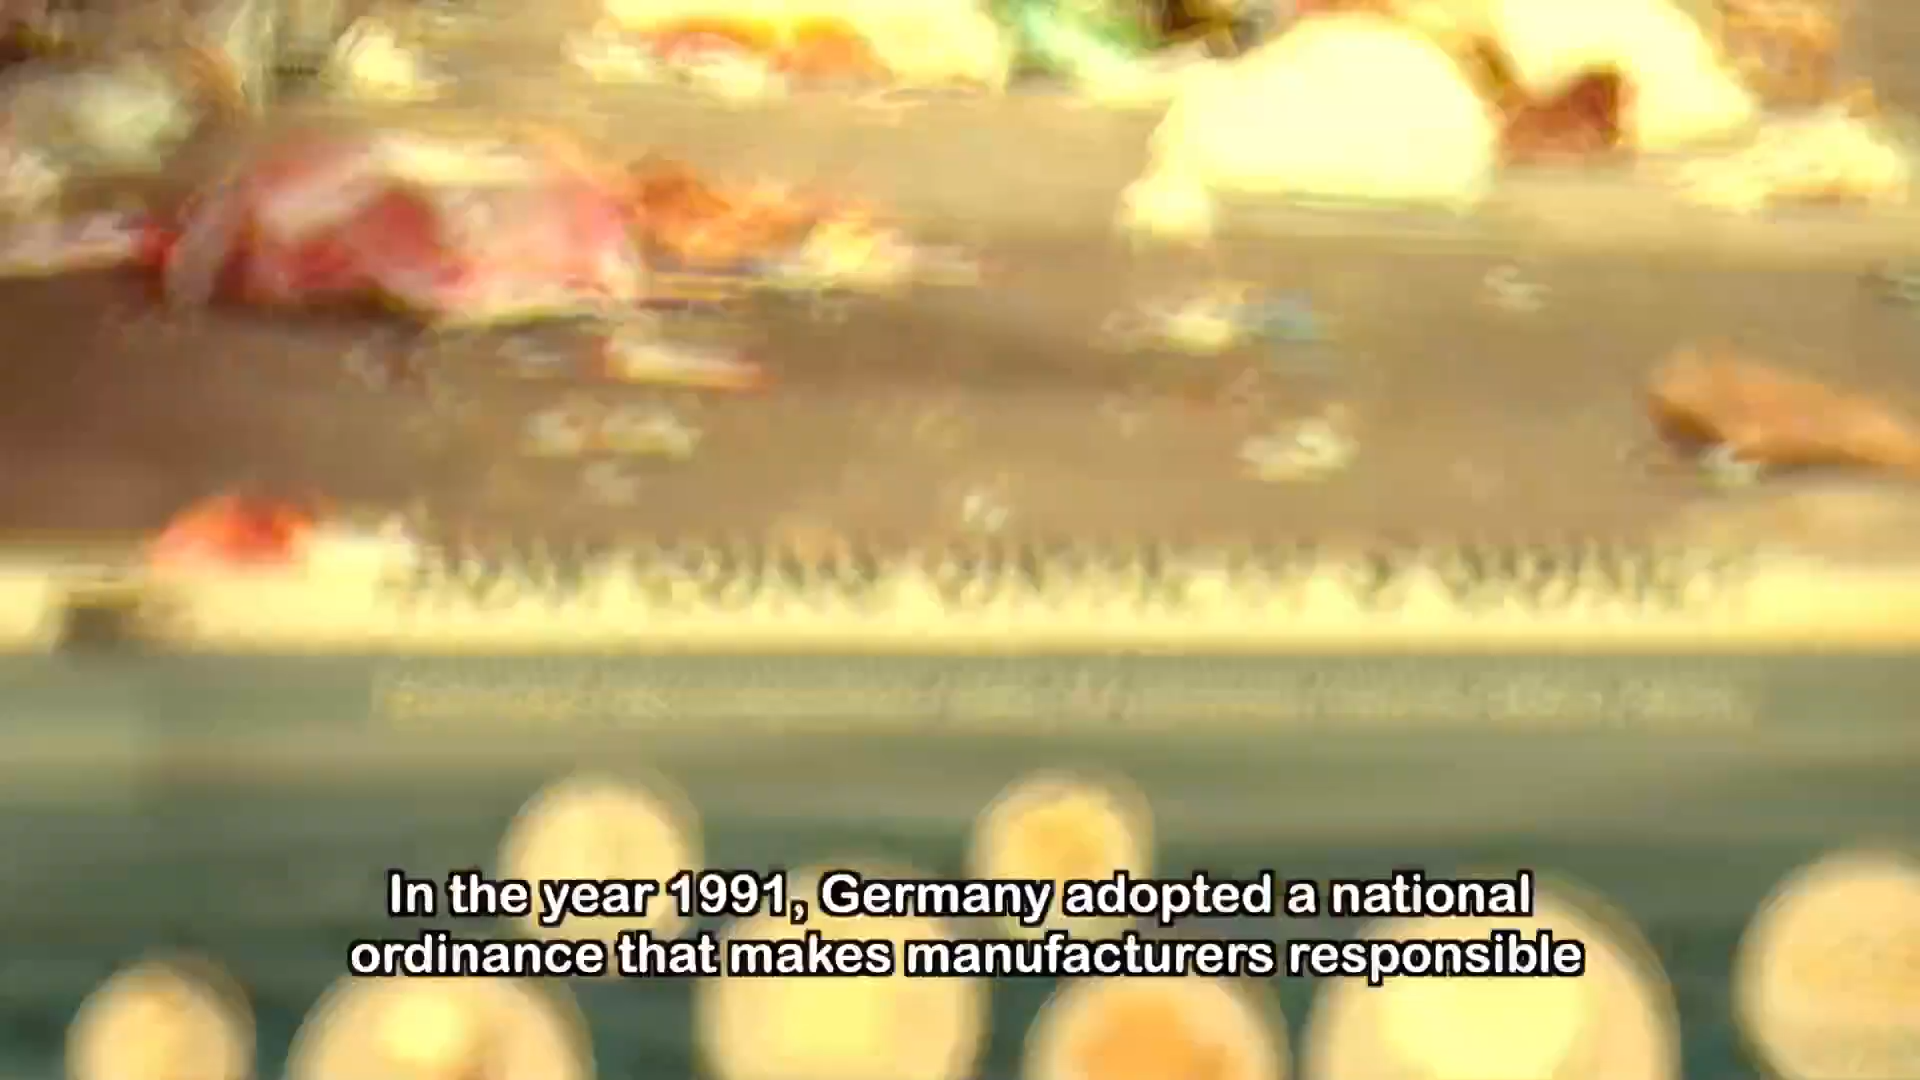 In the year 1991, Germany adopted a national
ordinance that makes manufacturers responsible